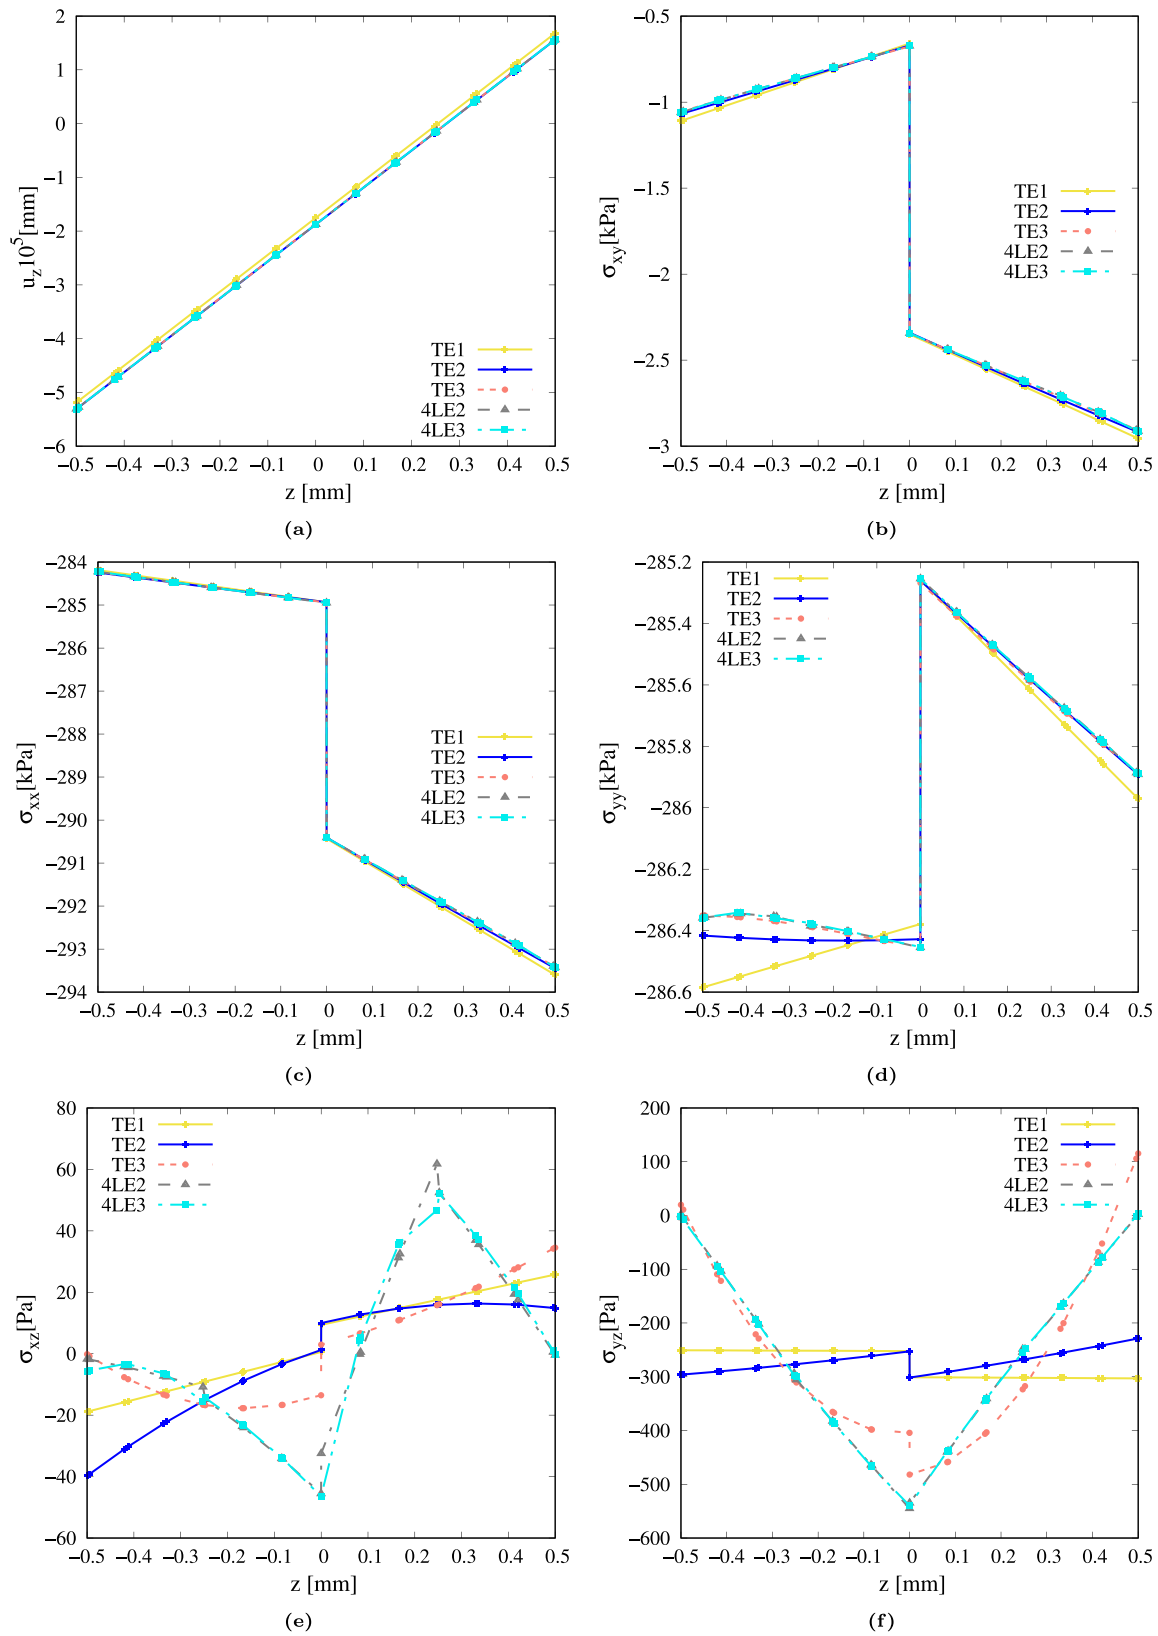 2
1
0
−1
−2
−3
−4
−5
−6
u_z10^5[mm]
TE1
TE2
TE3
4LE2
4LE3
−0.5 −0.4 −0.3 −0.2 −0.1 0 0.1 0.2 0.3 0.4 0.5
z [mm]
(a)
−0.5
−1
−1.5
−2
−2.5
−3
σ_xy[kPa]
TE1
TE2
TE3
4LE2
4LE3
−0.5 −0.4 −0.3 −0.2 −0.1 0 0.1 0.2 0.3 0.4 0.5
z [mm]
(b)
−284
−285
−286
−287
−288
−289
−290
−291
−292
−293
−294
σ_xx[kPa]
TE1
TE2
TE3
4LE2
4LE3
−0.5 −0.4 −0.3 −0.2 −0.1 0 0.1 0.2 0.3 0.4 0.5
z [mm]
(c)
−285.2
−285.4
−285.6
−285.8
−286
−286.2
−286.4
−286.6
σ_yy[kPa]
TE1
TE2
TE3
4LE2
4LE3
−0.5 −0.4 −0.3 −0.2 −0.1 0 0.1 0.2 0.3 0.4 0.5
z [mm]
(d)
80
60
40
20
0
−20
−40
−60
σ_xz[Pa]
TE1
TE2
TE3
4LE2
4LE3
−0.5 −0.4 −0.3 −0.2 −0.1 0 0.1 0.2 0.3 0.4 0.5
z [mm]
(e)
200
100
0
−100
−200
−300
−400
−500
−600
σ_yz[Pa]
TE1
TE2
TE3
4LE2
4LE3
−0.5 −0.4 −0.3 −0.2 −0.1 0 0.1 0.2 0.3 0.4 0.5
z [mm]
(f)